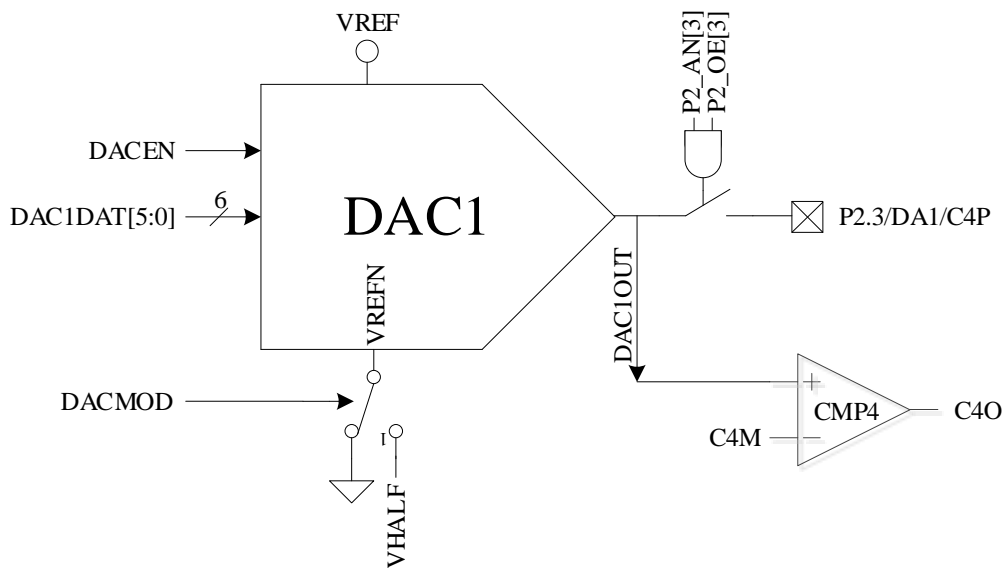 VREF
P2_AN[3]
P2_OE[3]
DACEN
6
DAC1DAT[5:0]
DAC1
P2.3/DA1/C4P
VREFN
DAC1OUT
DACMOD
+
CMP4
C4O
C4M
1
VHALF